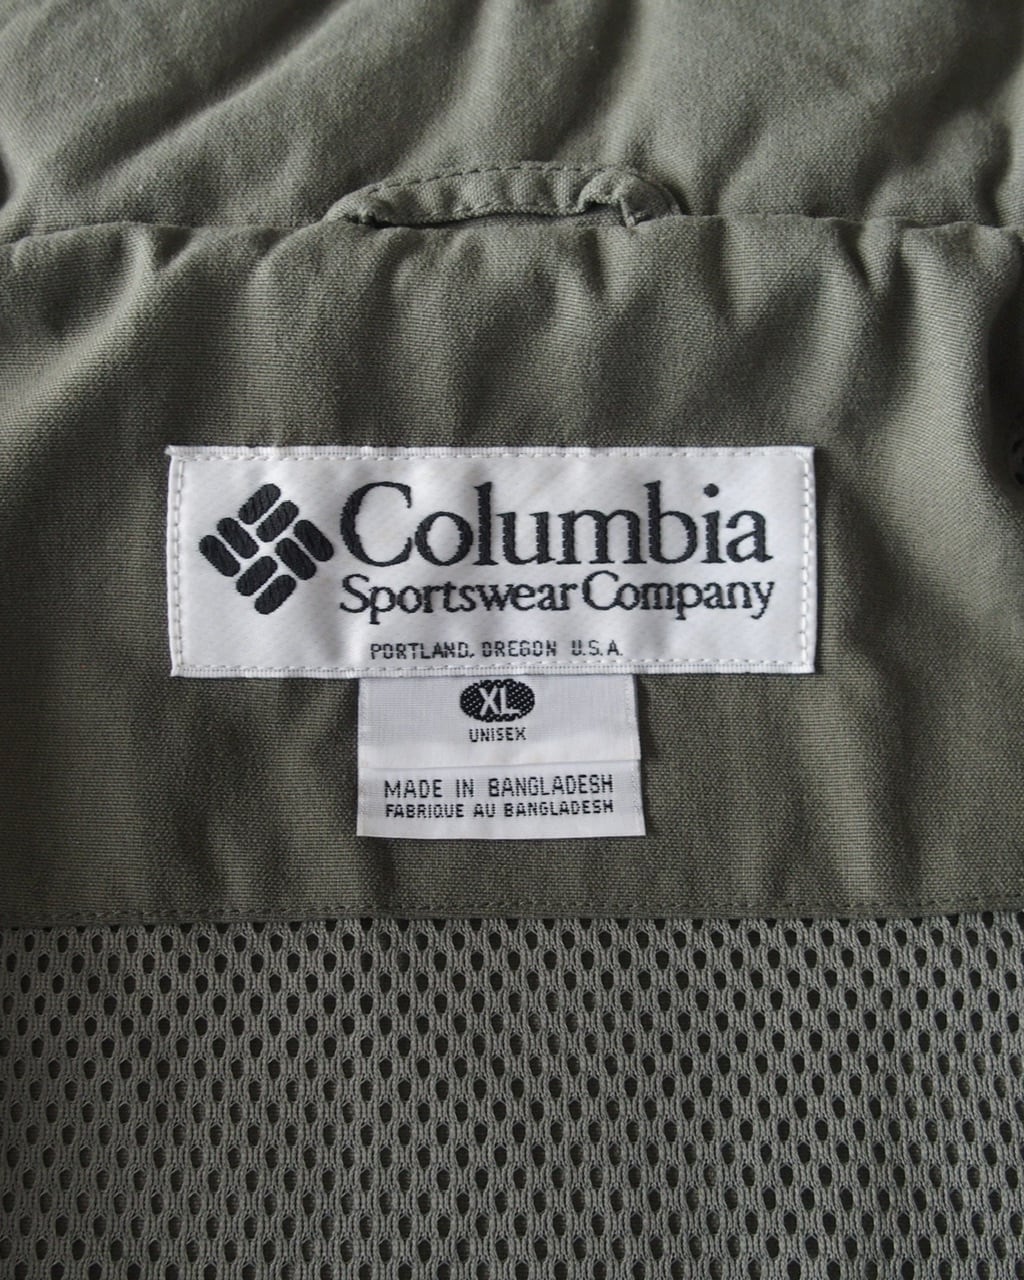 Columbia
Sportswear Company
PORTLAND, OREGON U.S.A.
XL
UNISEX
MADE IN BANGLADESH
FABRIQUE AU BANGLADESH